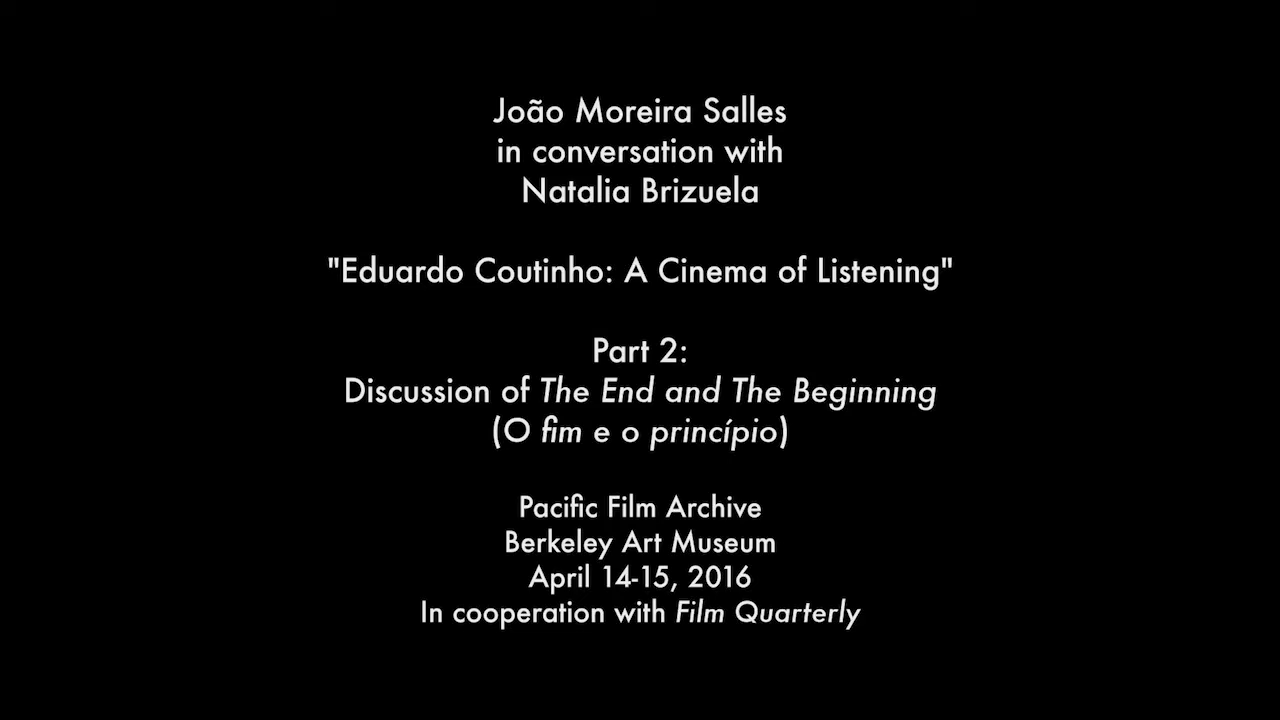 João Moreira Salles
in conversation with
Natalia Brizuela
"Eduardo Coutinho: A Cinema of Listening"
Part 2:
Discussion of The End and The Beginning
(O fim e o princípio)
Pacific Film Archive
Berkeley Art Museum
April 14-15, 2016
In cooperation with Film Quarterly